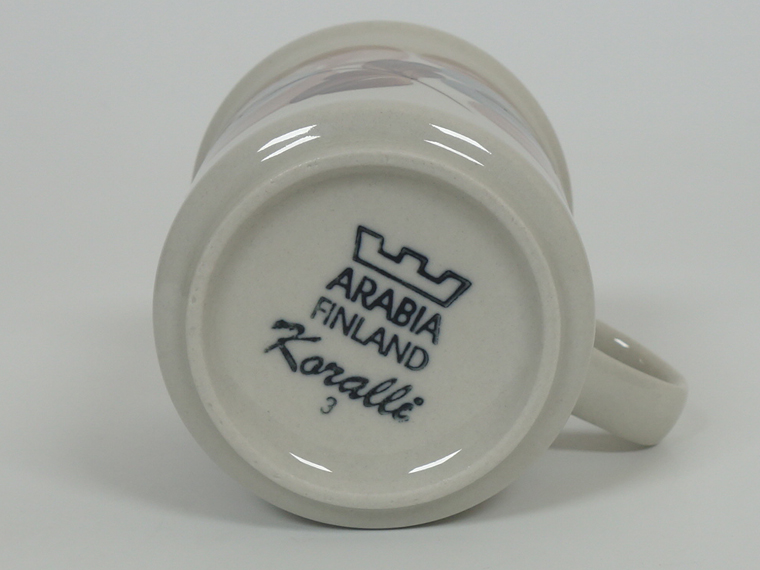 ARABIA
FINLAND
Koralli
3